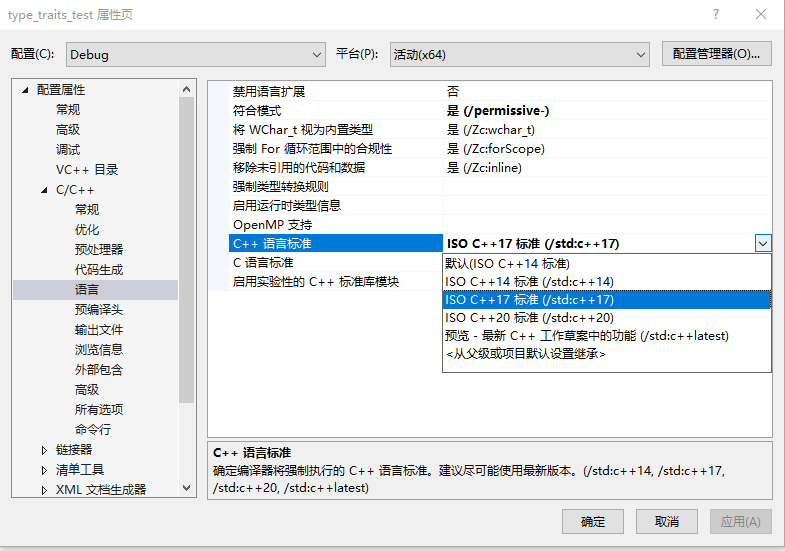 type_traits_test 属性页
配置(C): Debug 平台(P): 活动(x64) 配置管理器(O)...
配置属性
常规
高级
调试
VC++ 目录
C/C++
常规
优化
预处理器
代码生成
语言
预编译头
输出文件
浏览信息
外部包含
高级
所有选项
命令行
链接器
清单工具
XML 文档生成器
禁用语言扩展 否
符合模式 是 (/permissive-)
将 WChar_t 视为内置类型 是 (/Zc:wchar_t)
强制 For 循环范围中的合规性 是 (/Zc:forScope)
移除未引用的代码和数据 是 (/Zc:inline)
强制类型转换规则
启用运行时类型信息
OpenMP 支持
C++ 语言标准 ISO C++17 标准 (/std:c++17)
C 语言标准
启用实验性的 C++ 标准库模块
默认(ISO C++14 标准)
ISO C++14 标准 (/std:c++14)
ISO C++17 标准 (/std:c++17)
ISO C++20 标准 (/std:c++20)
预览 - 最新 C++ 工作草案中的功能 (/std:c++latest)
<从父级或项目默认设置继承>
C++ 语言标准
确定编译器将强制执行的 C++ 语言标准。建议尽可能使用最新版本。(/std:c++14, /std:c++17,
/std:c++20, /std:c++latest)
确定 取消 应用(A)